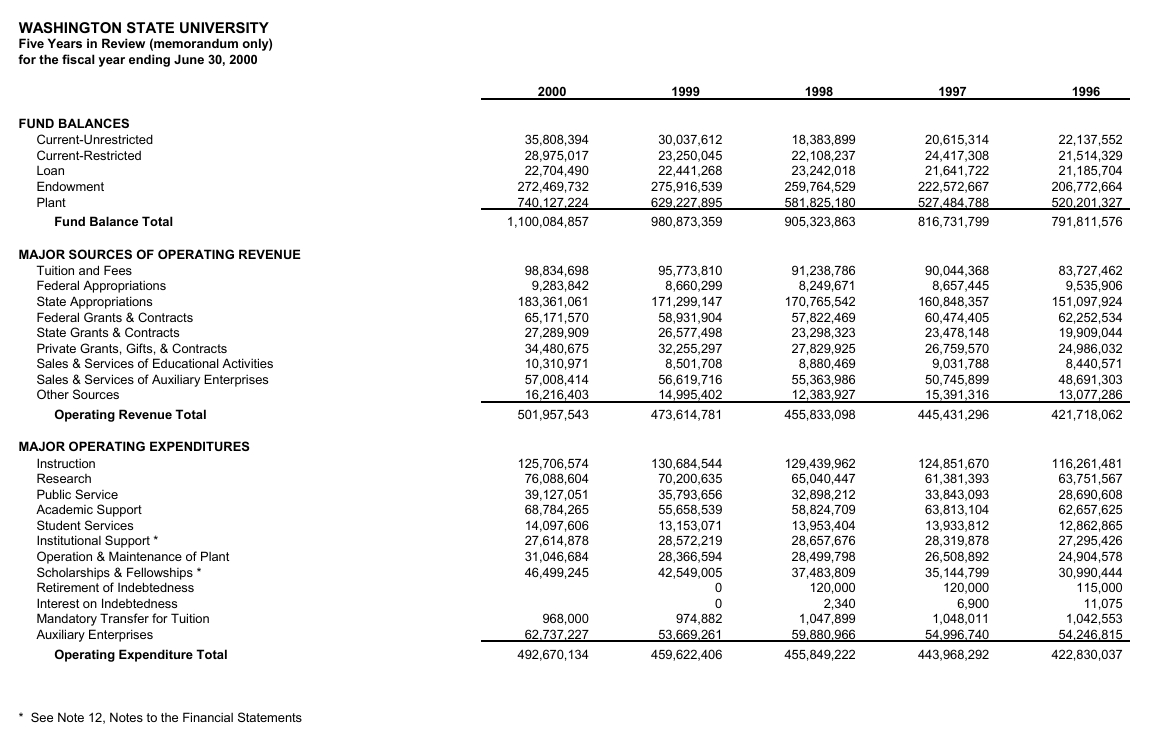 WASHINGTON STATE UNIVERSITY
Five Years in Review (memorandum only)
for the fiscal year ending June 30, 2000
2000 1999 1998 1997 1996
FUND BALANCES
Current-Unrestricted 35,808,394 30,037,612 18,383,899 20,615,314 22,137,552
Current-Restricted 28,975,017 23,250,045 22,108,237 24,417,308 21,514,329
Loan 22,704,490 22,441,268 23,242,018 21,641,722 21,185,704
Endowment 272,469,732 275,916,539 259,764,529 222,572,667 206,772,664
Plant 740,127,224 629,227,895 581,825,180 527,484,788 520,201,327
Fund Balance Total 1,100,084,857 980,873,359 905,323,863 816,731,799 791,811,576
MAJOR SOURCES OF OPERATING REVENUE
Tuition and Fees 98,834,698 95,773,810 91,238,786 90,044,368 83,727,462
Federal Appropriations 9,283,842 8,660,299 8,249,671 8,657,445 9,535,906
State Appropriations 183,361,061 171,299,147 170,765,542 160,848,357 151,097,924
Federal Grants & Contracts 65,171,570 58,931,904 57,822,469 60,474,405 62,252,534
State Grants & Contracts 27,289,909 26,577,498 23,298,323 23,478,148 19,909,044
Private Grants, Gifts, & Contracts 34,480,675 32,255,297 27,829,925 26,759,570 24,986,032
Sales & Services of Educational Activities 10,310,971 8,501,708 8,880,469 9,031,788 8,440,571
Sales & Services of Auxiliary Enterprises 57,008,414 56,619,716 55,363,986 50,745,899 48,691,303
Other Sources 16,216,403 14,995,402 12,383,927 15,391,316 13,077,286
Operating Revenue Total 501,957,543 473,614,781 455,833,098 445,431,296 421,718,062
MAJOR OPERATING EXPENDITURES
Instruction 125,706,574 130,684,544 129,439,962 124,851,670 116,261,481
Research 76,088,604 70,200,635 65,040,447 61,381,393 63,751,567
Public Service 39,127,051 35,793,656 32,898,212 33,843,093 28,690,608
Academic Support 68,784,265 55,658,539 58,824,709 63,813,104 62,657,625
Student Services 14,097,606 13,153,071 13,953,404 13,933,812 12,862,865
Institutional Support * 27,614,878 28,572,219 28,657,676 28,319,878 27,295,426
Operation & Maintenance of Plant 31,046,684 28,366,594 28,499,798 26,508,892 24,904,578
Scholarships & Fellowships * 46,499,245 42,549,005 37,483,809 35,144,799 30,990,444
Retirement of Indebtedness 0 120,000 120,000 115,000
Interest on Indebtedness 0 2,340 6,900 11,075
Mandatory Transfer for Tuition 968,000 974,882 1,047,899 1,048,011 1,042,553
Auxiliary Enterprises 62,737,227 53,669,261 59,880,966 54,996,740 54,246,815
Operating Expenditure Total 492,670,134 459,622,406 455,849,222 443,968,292 422,830,037
* See Note 12, Notes to the Financial Statements